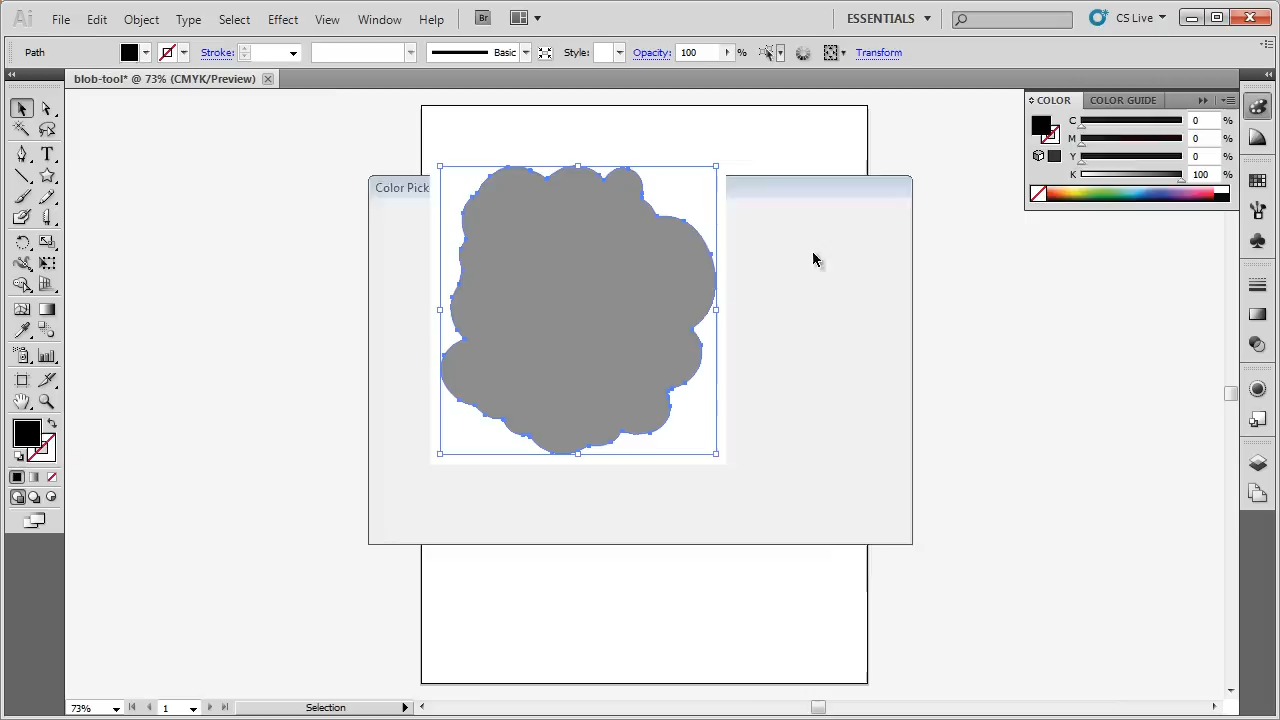 Ai File Edit Object Type Select Effect View Window Help Br ESSENTIALS CS Live
Path Stroke: Basic Style: Opacity: 100 % Transform
blob-tool* @ 73% (CMYK/Preview)
COLOR COLOR GUIDE
C 0 %
M 0 %
Y 0 %
K 100 %
Color Pick
T
73% 1 Selection